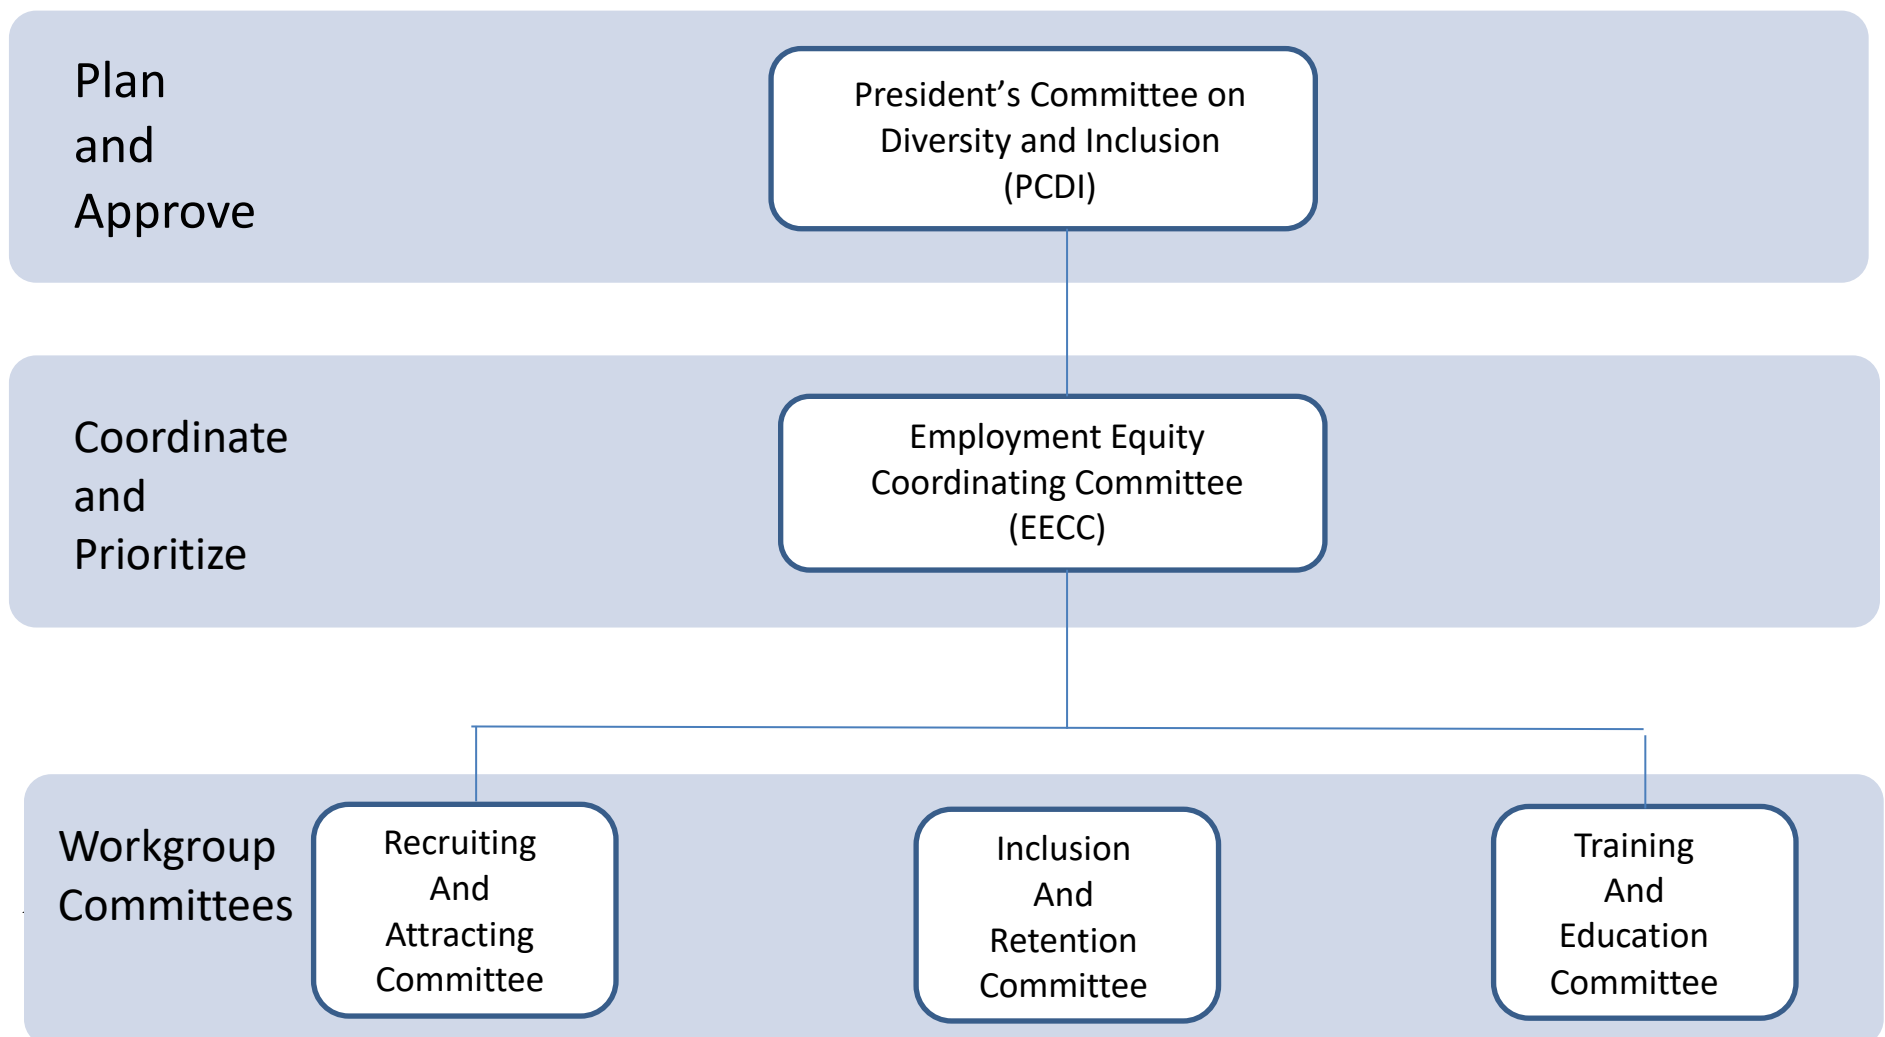 Plan
and
Approve
President’s Committee on
Diversity and Inclusion
(PCDI)
Coordinate
and
Prioritize
Employment Equity
Coordinating Committee
(EECC)
Workgroup
Committees
Recruiting
And
Attracting
Committee
Inclusion
And
Retention
Committee
Training
And
Education
Committee